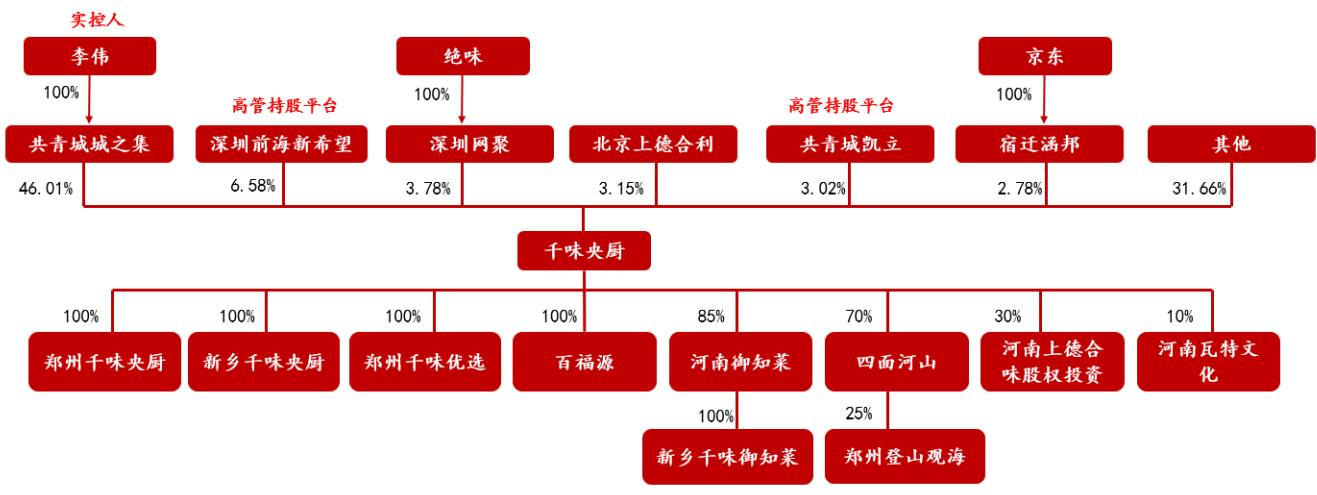 实控人
李伟
绝味
京东
100%
100%
100%
高管持股平台
高管持股平台
共青城城之集
深圳前海新希望
深圳网聚
北京上德合利
共青城凯立
宿迁涵邦
其他
46.01%
6.58%
3.78%
3.15%
3.02%
2.78%
31.66%
千味央厨
100%
100%
100%
100%
85%
70%
30%
10%
郑州千味央厨
新乡千味央厨
郑州千味优选
百福源
河南御知菜
四面河山
河南上德合
味股权投资
河南瓦特文
化
100%
25%
新乡千味御知菜
郑州登山观海